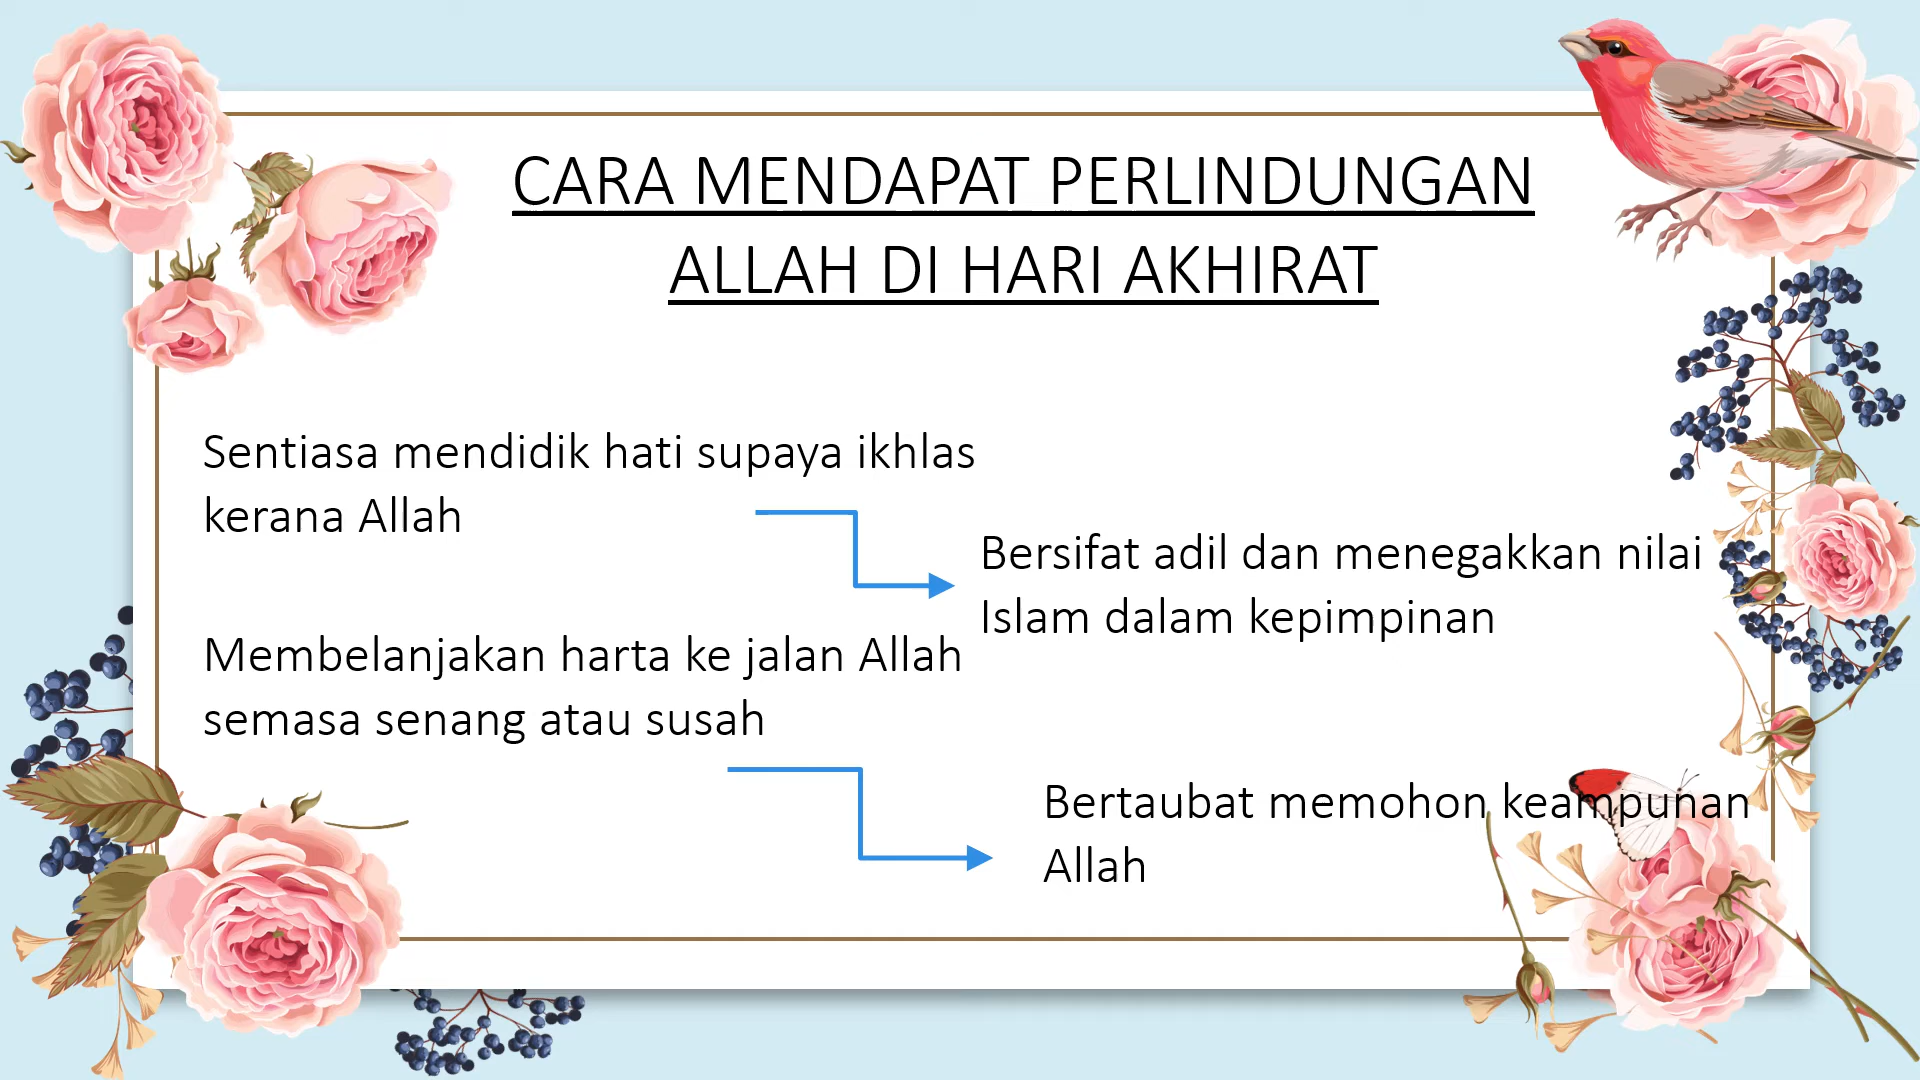 CARA MENDAPAT PERLINDUNGAN
ALLAH DI HARI AKHIRAT
Sentiasa mendidik hati supaya ikhlas
kerana Allah
Bersifat adil dan menegakkan nilai
Islam dalam kepimpinan
Membelanjakan harta ke jalan Allah
semasa senang atau susah
Bertaubat memohon keampunan
Allah